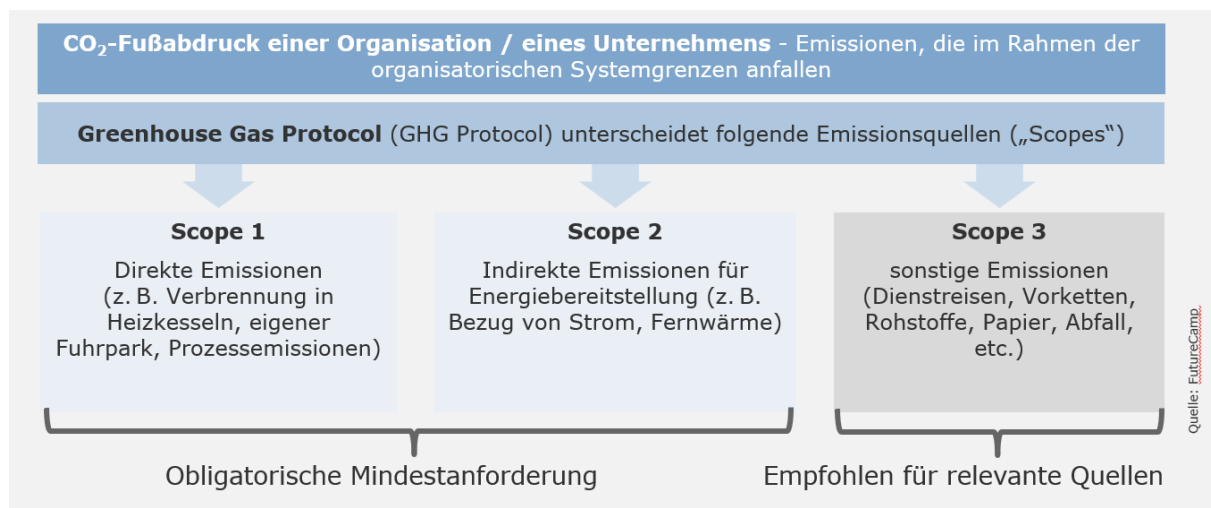 CO₂-Fußabdruck einer Organisation / eines Unternehmens - Emissionen, die im Rahmen der
organisatorischen Systemgrenzen anfallen
Greenhouse Gas Protocol (GHG Protocol) unterscheidet folgende Emissionsquellen („Scopes“)
Scope 1
Direkte Emissionen
(z. B. Verbrennung in
Heizkesseln, eigener
Fuhrpark, Prozessemissionen)
Scope 2
Indirekte Emissionen für
Energiebereitstellung (z. B.
Bezug von Strom, Fernwärme)
Scope 3
sonstige Emissionen
(Dienstreisen, Vorketten,
Rohstoffe, Papier, Abfall,
etc.)
Obligatorische Mindestanforderung
Empfohlen für relevante Quellen
Quelle: FutureCamp